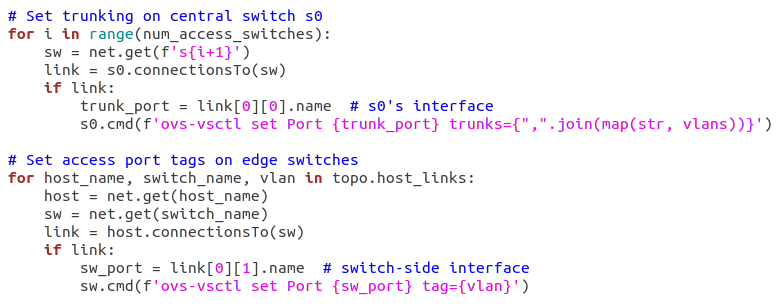 # Set trunking on central switch s0
for i in range(num_access_switches):
    sw = net.get(f's{i+1}')
    link = s0.connectionsTo(sw)
    if link:
        trunk_port = link[0][0].name  # s0's interface
        s0.cmd(f'ovs-vsctl set Port {trunk_port} trunks={",".join(map(str, vlans))}')

# Set access port tags on edge switches
for host_name, switch_name, vlan in topo.host_links:
    host = net.get(host_name)
    sw = net.get(switch_name)
    link = host.connectionsTo(sw)
    if link:
        sw_port = link[0][1].name  # switch-side interface
        sw.cmd(f'ovs-vsctl set Port {sw_port} tag={vlan}')